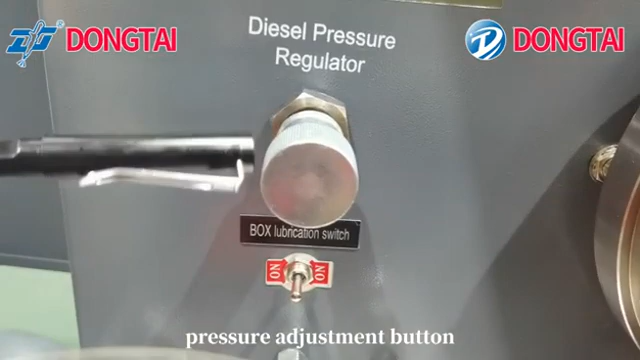 DONGTAI
DONGTAI
Diesel Pressure
Regulator
BOX lubrication switch
ON
ON
pressure adjustment button